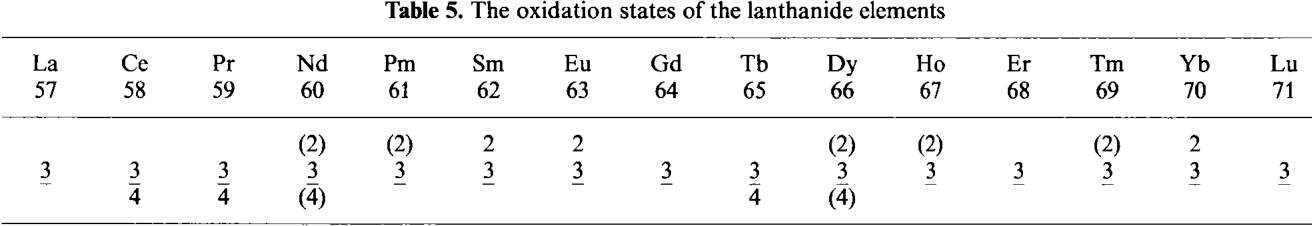 Table 5. The oxidation states of the lanthanide elements
La Ce Pr Nd Pm Sm Eu Gd Tb Dy Ho Er Tm Yb Lu
57 58 59 60 61 62 63 64 65 66 67 68 69 70 71
(2) (2) 2 2 (2) (2) (2) 2
3 3 3 3 3 3 3 3 3 3 3 3 3 3 3
4 4 (4) 4 (4)